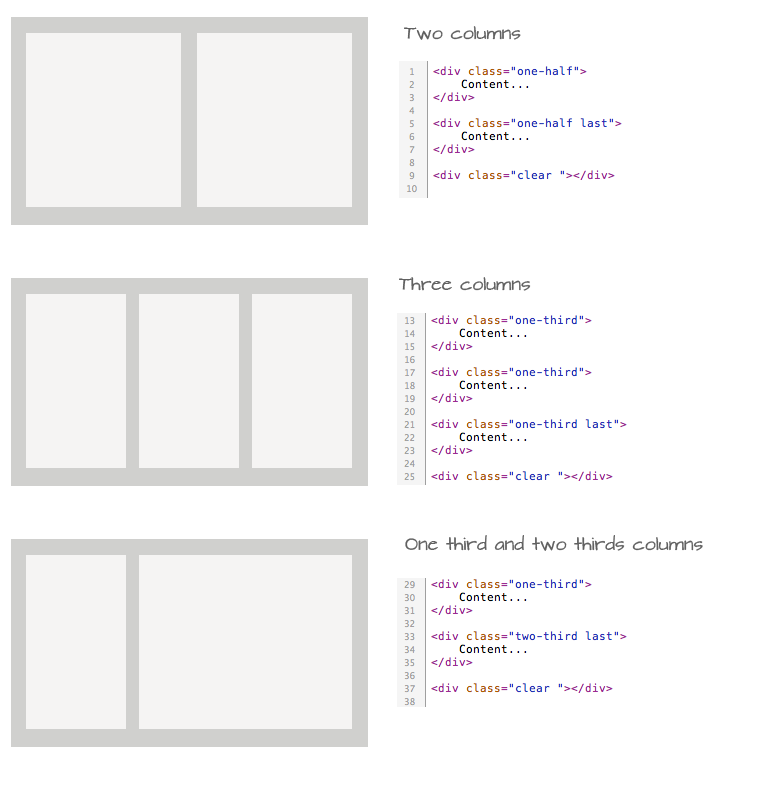 Two columns
1 <div class="one-half">
2     Content...
3 </div>
4
5 <div class="one-half last">
6     Content...
7 </div>
8
9 <div class="clear "></div>
10
Three columns
13 <div class="one-third">
14     Content...
15 </div>
16
17 <div class="one-third">
18     Content...
19 </div>
20
21 <div class="one-third last">
22     Content...
23 </div>
24
25 <div class="clear "></div>
One third and two thirds columns
29 <div class="one-third">
30     Content...
31 </div>
32
33 <div class="two-third last">
34     Content...
35 </div>
36
37 <div class="clear "></div>
38